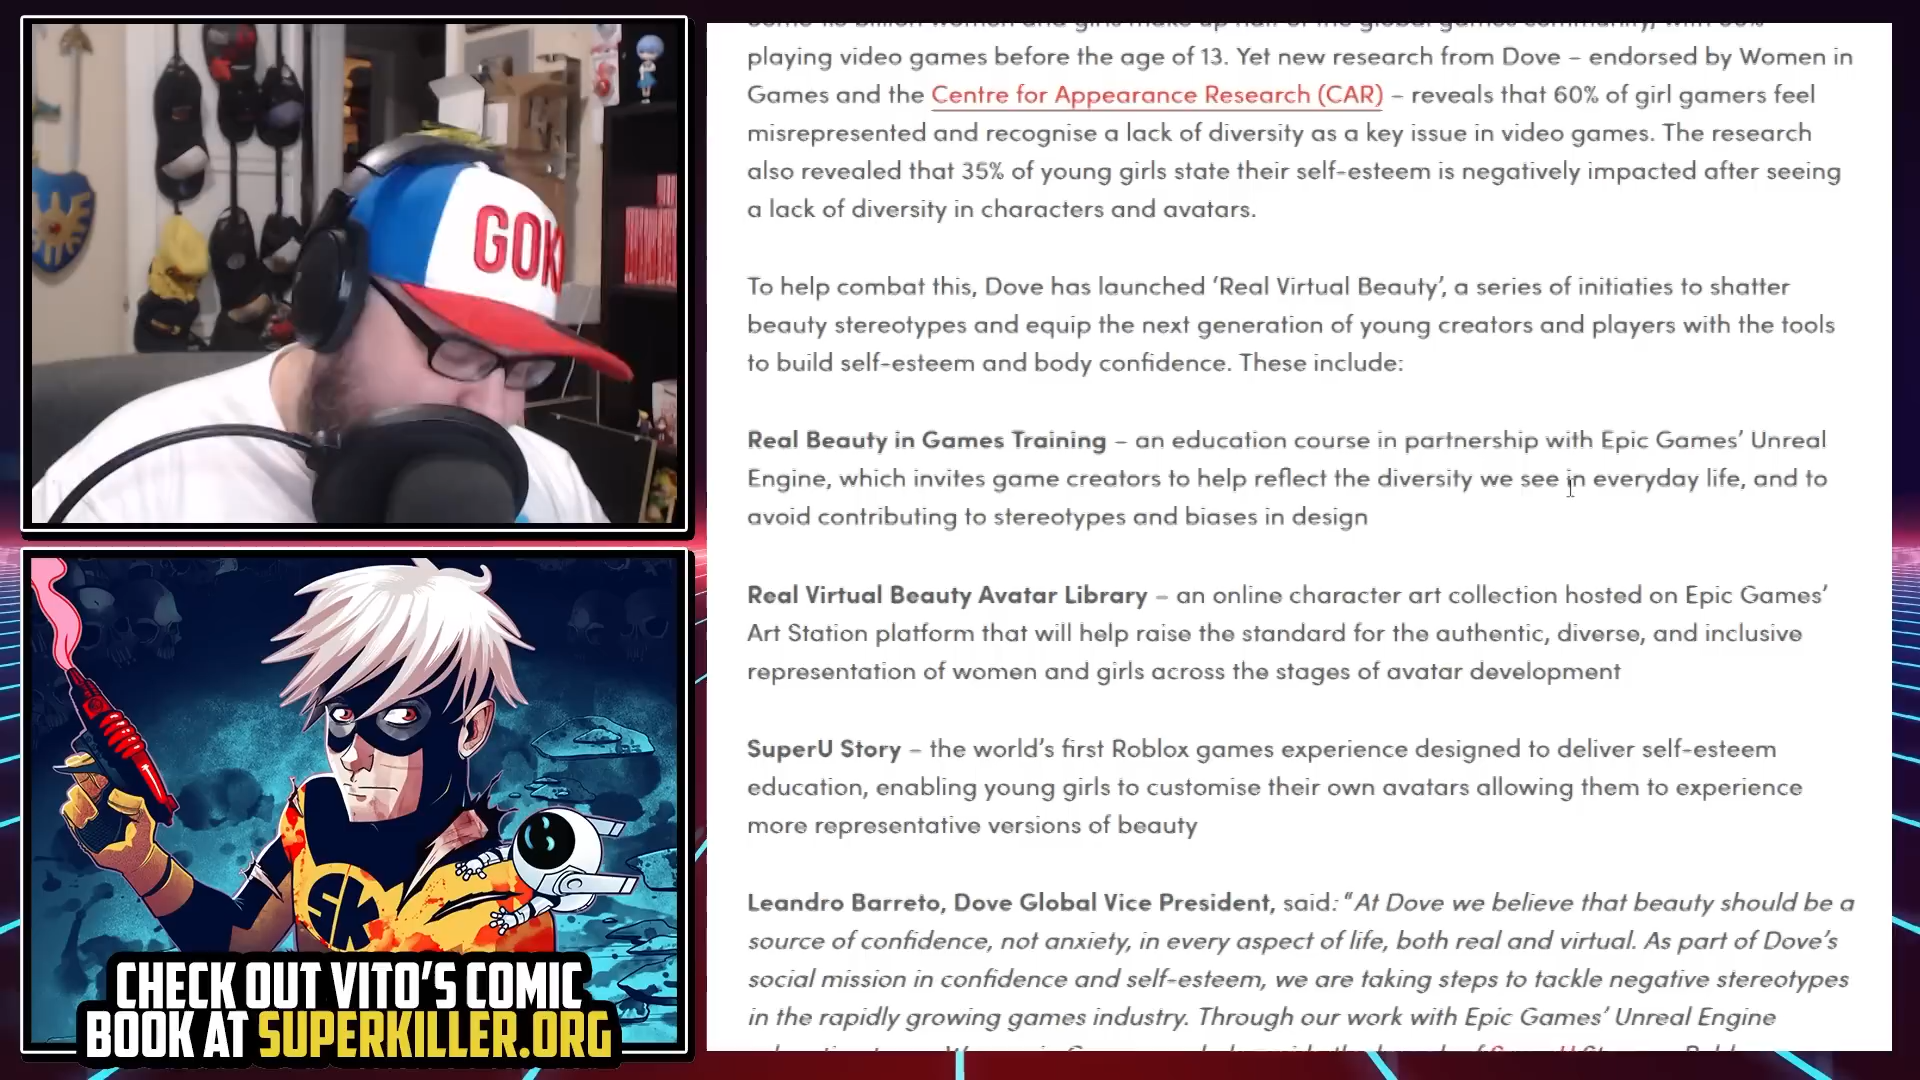 GOK
playing video games before the age of 13. Yet new research from Dove – endorsed by Women in
Games and the Centre for Appearance Research (CAR) – reveals that 60% of girl gamers feel
misrepresented and recognise a lack of diversity as a key issue in video games. The research
also revealed that 35% of young girls state their self-esteem is negatively impacted after seeing
a lack of diversity in characters and avatars.
To help combat this, Dove has launched ‘Real Virtual Beauty’, a series of initiaties to shatter
beauty stereotypes and equip the next generation of young creators and players with the tools
to build self-esteem and body confidence. These include:
Real Beauty in Games Training – an education course in partnership with Epic Games’ Unreal
Engine, which invites game creators to help reflect the diversity we see in everyday life, and to
avoid contributing to stereotypes and biases in design
Real Virtual Beauty Avatar Library – an online character art collection hosted on Epic Games’
Art Station platform that will help raise the standard for the authentic, diverse, and inclusive
representation of women and girls across the stages of avatar development
SuperU Story – the world’s first Roblox games experience designed to deliver self-esteem
education, enabling young girls to customise their own avatars allowing them to experience
more representative versions of beauty
Leandro Barreto, Dove Global Vice President, said: “At Dove we believe that beauty should be a
source of confidence, not anxiety, in every aspect of life, both real and virtual. As part of Dove’s
social mission in confidence and self-esteem, we are taking steps to tackle negative stereotypes
in the rapidly growing games industry. Through our work with Epic Games’ Unreal Engine
SK
CHECK OUT VITO’S COMIC
BOOK AT SUPERKILLER.ORG